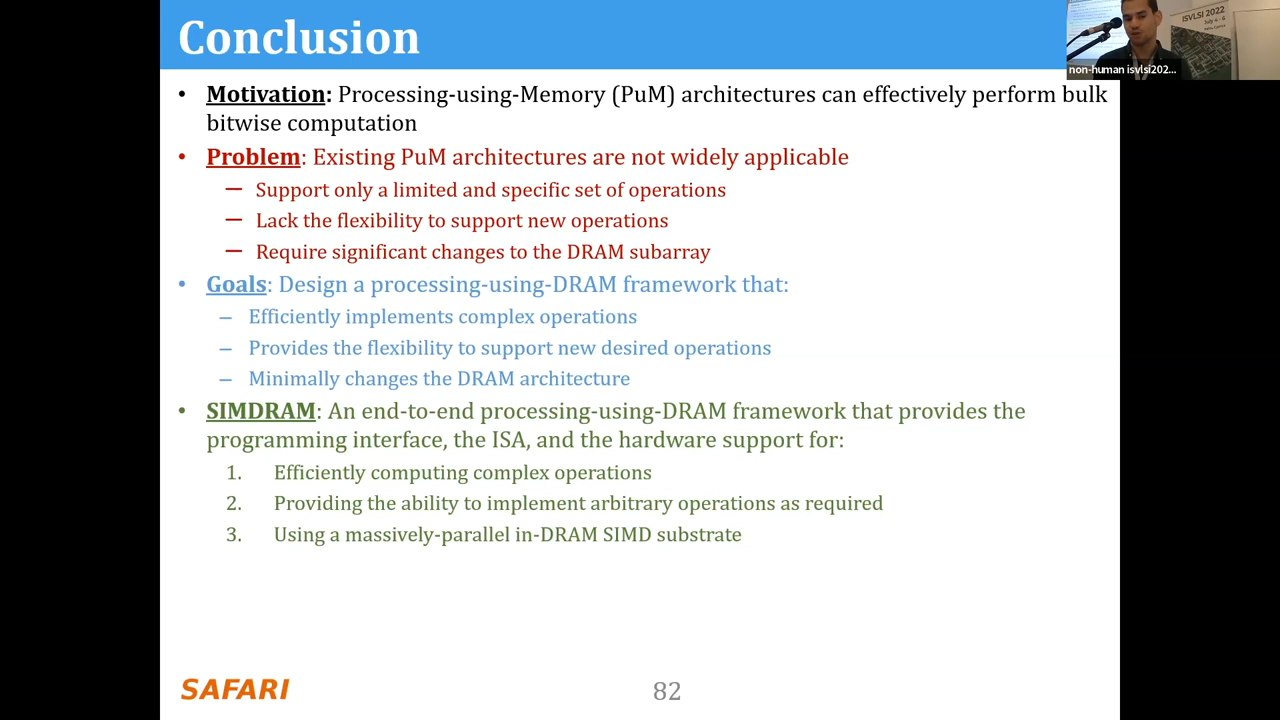 Conclusion
ISVLSI 2022
July 4 - 6
non-human isvlsi202...
• Motivation: Processing-using-Memory (PuM) architectures can effectively perform bulk
bitwise computation
• Problem: Existing PuM architectures are not widely applicable
— Support only a limited and specific set of operations
— Lack the flexibility to support new operations
— Require significant changes to the DRAM subarray
• Goals: Design a processing-using-DRAM framework that:
– Efficiently implements complex operations
– Provides the flexibility to support new desired operations
– Minimally changes the DRAM architecture
• SIMDRAM: An end-to-end processing-using-DRAM framework that provides the
programming interface, the ISA, and the hardware support for:
1. Efficiently computing complex operations
2. Providing the ability to implement arbitrary operations as required
3. Using a massively-parallel in-DRAM SIMD substrate
SAFARI
82